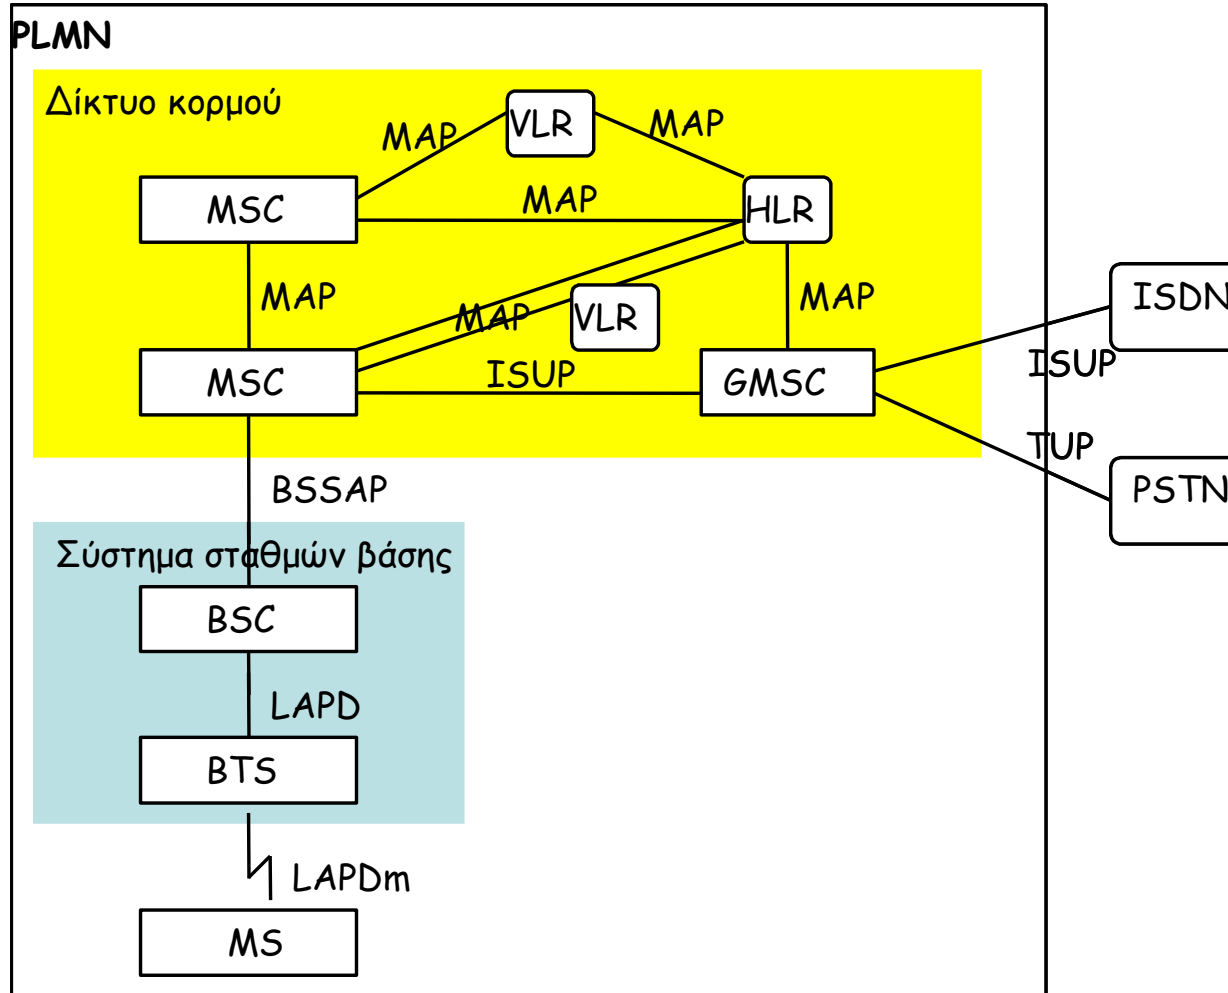 PLMN
Δίκτυο κορμού
VLR
MAP
MAP
MSC
MAP
HLR
MAP
MAP
VLR
MAP
ISDN
MSC
ISUP
GMSC
ISUP
TUP
BSSAP
PSTN
Σύστημα σταθμών βάσης
BSC
LAPD
BTS
LAPDm
MS